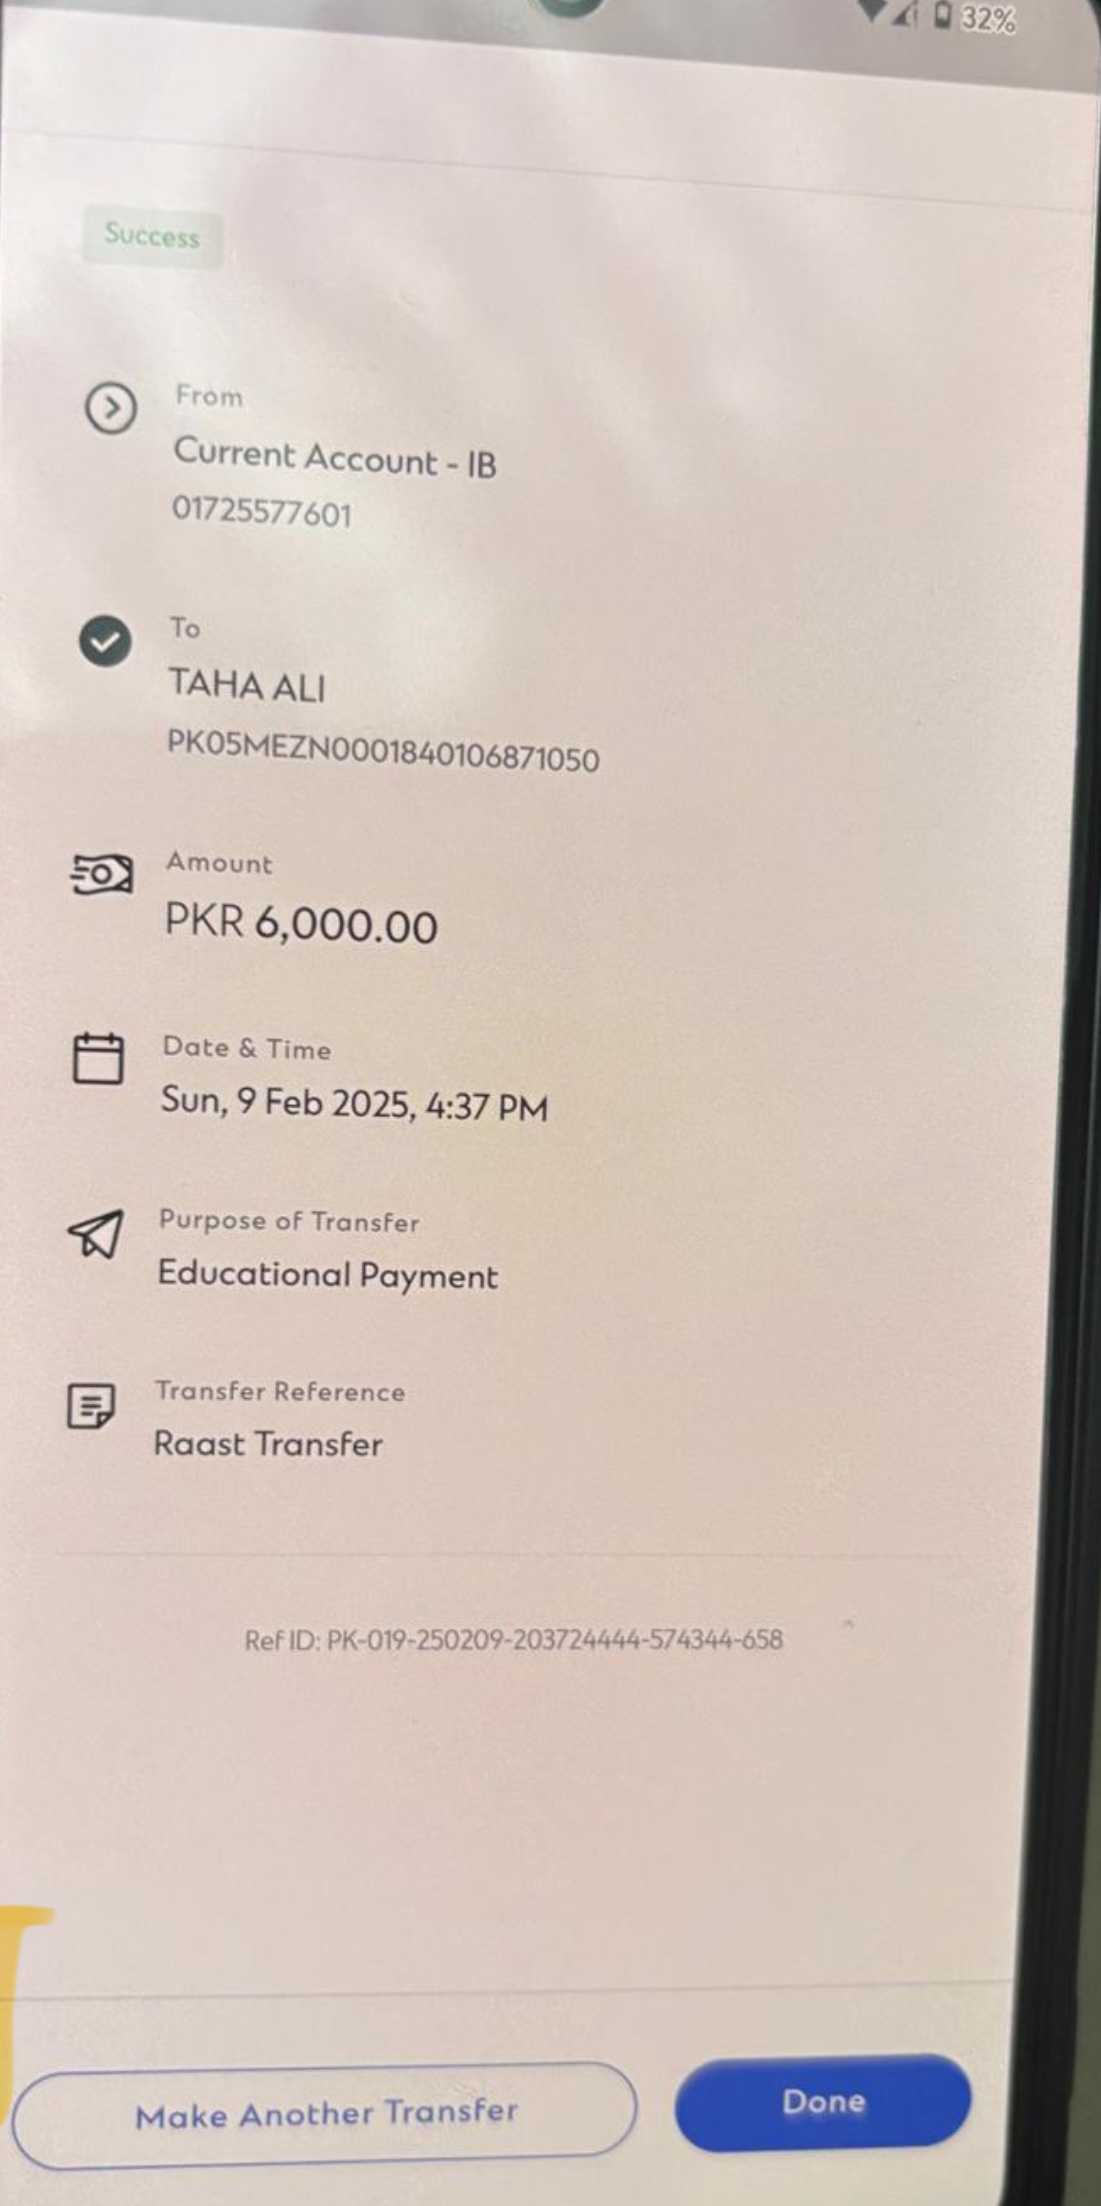 32%
Success
From
Current Account - IB
01725577601
To
TAHA ALI
PK05MEZN0001840106871050
Amount
PKR 6,000.00
Date & Time
Sun, 9 Feb 2025, 4:37 PM
Purpose of Transfer
Educational Payment
Transfer Reference
Raast Transfer
Ref ID: PK-019-250209-203724444-574344-658
Make Another Transfer
Done